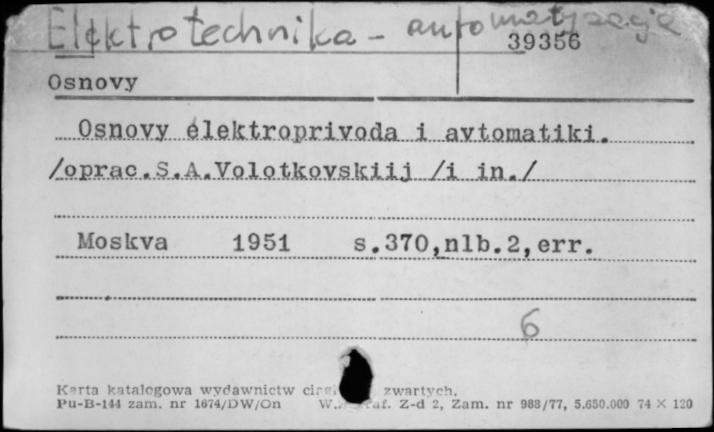 Elektrotechnika - automatyzacja
39356
Osnovy
Osnovy élektroprivoda i avtomatiki.
/oprac.S.A.Volotkovskiij /i in./
Moskva 1951 s.370,nlb.2,err.
6
Karta katalogowa wydawnictw zwartych.
Pu-B-144 zam. nr 1674/DW/On Z-d 2, Zam. nr 988/77, 5.650.000 74 × 120